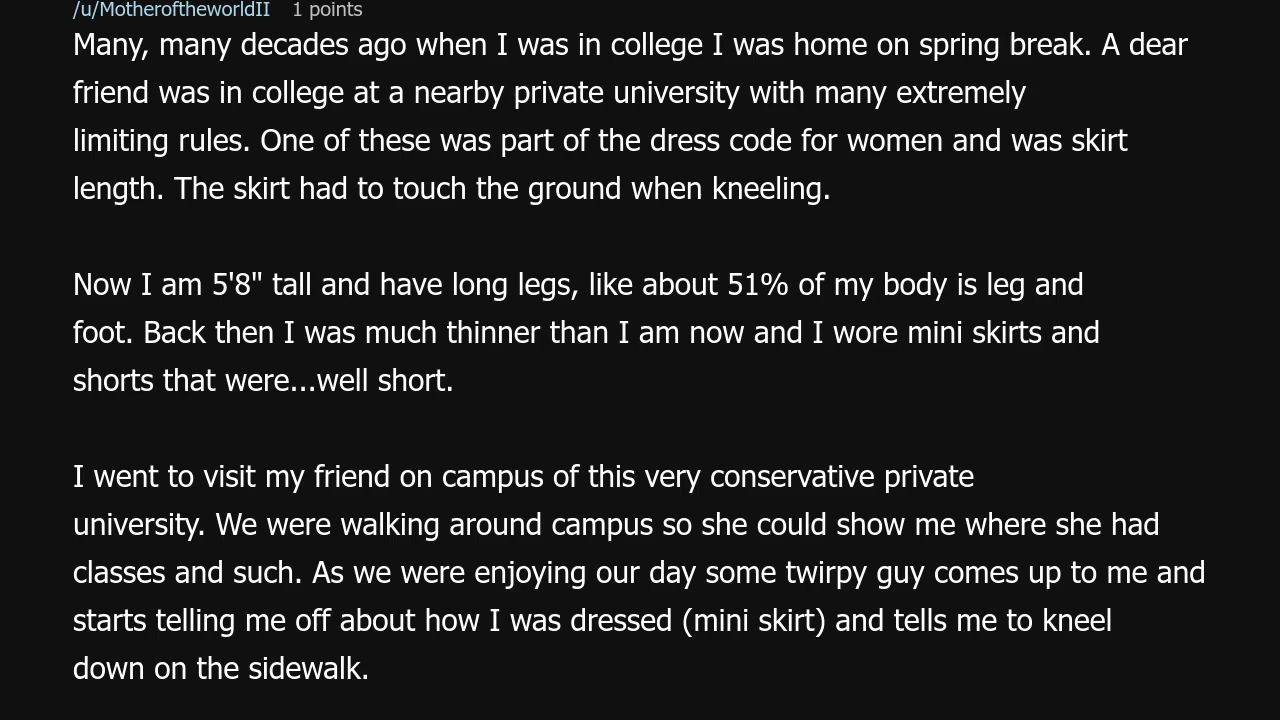 /u/MotheroftheworldII 1 points
Many, many decades ago when I was in college I was home on spring break. A dear
friend was in college at a nearby private university with many extremely
limiting rules. One of these was part of the dress code for women and was skirt
length. The skirt had to touch the ground when kneeling.
Now I am 5'8" tall and have long legs, like about 51% of my body is leg and
foot. Back then I was much thinner than I am now and I wore mini skirts and
shorts that were...well short.
I went to visit my friend on campus of this very conservative private
university. We were walking around campus so she could show me where she had
classes and such. As we were enjoying our day some twirpy guy comes up to me and
starts telling me off about how I was dressed (mini skirt) and tells me to kneel
down on the sidewalk.